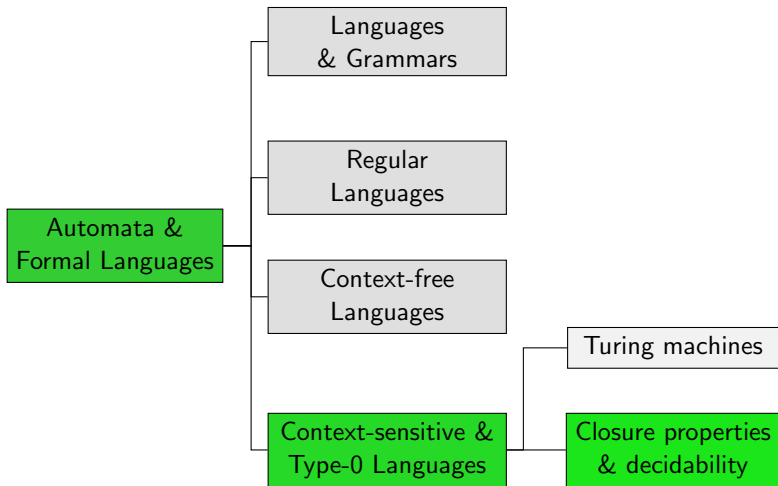 Languages
& Grammars
Regular
Languages
Automata &
Formal Languages
Context-free
Languages
Turing machines
Context-sensitive &
Type-0 Languages
Closure properties
& decidability